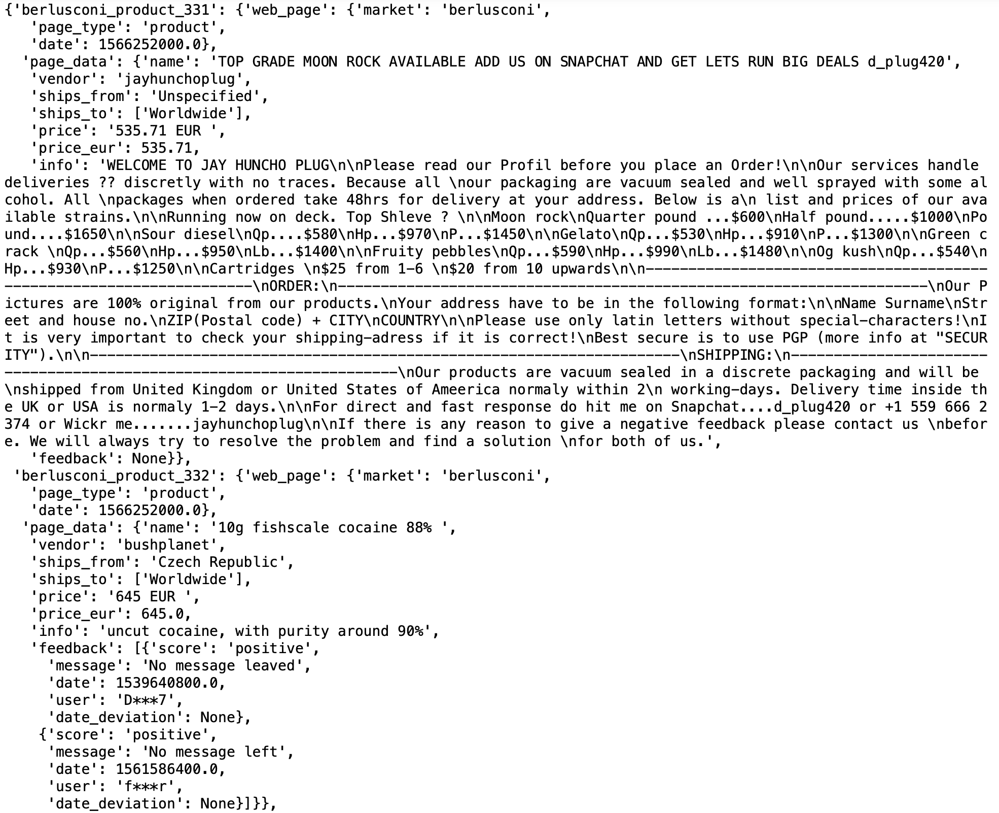 {'berlusconi_product_331': {'web_page': {'market': 'berlusconi',
'page_type': 'product',
'date': 1566252000.0},
'page_data': {'name': 'TOP GRADE MOON ROCK AVAILABLE ADD US ON SNAPCHAT AND GET LETS RUN BIG DEALS d_plug420',
'vendor': 'jayhunchoplug',
'ships_from': 'Unspecified',
'ships_to': ['Worldwide'],
'price': '535.71 EUR ',
'price_eur': 535.71,
'info': 'WELCOME TO JAY HUNCHO PLUG\n\nPlease read our Profil before you place an Order!\n\nOur services handle
deliveries ?? discretly with no traces. Because all \nour packaging are vacuum sealed and well sprayed with some al
cohol. All \npackages when ordered take 48hrs for delivery at your address. Below is a\n list and prices of our ava
ilable strains.\n\nRunning now on deck. Top Shleve ? \n\nMoon rock\nQuarter pound ...$600\nHalf pound.....$1000\nPo
und....$1650\n\nSour diesel\nQp....$580\nHp...$970\nP...$1450\n\nGelato\nQp...$530\nHp...$910\nP...$1300\n\nGreen c
rack \nQp...$560\nHp...$950\nLb...$1400\n\nFruity pebbles\nQp...$590\nHp...$990\nLb...$1480\n\nOg kush\nQp...$540\n
Hp...$930\nP...$1250\n\nCartridges \n$25 from 1-6 \n$20 from 10 upwards\n\n----------------------------------------
-----------------------------\nORDER:\n---------------------------------------------------------------------\nOur P
ictures are 100% original from our products.\nYour address have to be in the following format:\n\nName Surname\nStr
eet and house no.\nZIP(Postal code) + CITY\nCOUNTRY\n\nPlease use only latin letters without special-characters!\nI
t is very important to check your shipping-adress if it is correct!\nBest secure is to use PGP (more info at "SECUR
ITY").\n\n---------------------------------------------------------------------\nSHIPPING:\n-----------------------
----------------------------------------------\nOur products are vacuum sealed in a discrete packaging and will be
\nshipped from United Kingdom or United States of Ameerica normaly within 2\n working-days. Delivery time inside th
e UK or USA is normaly 1-2 days.\n\nFor direct and fast response do hit me on Snapchat....d_plug420 or +1 559 666 2
374 or Wickr me.......jayhunchoplug\n\nIf there is any reason to give a negative feedback please contact us \nbefor
e. We will always try to resolve the problem and find a solution \nfor both of us.',
'feedback': None}},
'berlusconi_product_332': {'web_page': {'market': 'berlusconi',
'page_type': 'product',
'date': 1566252000.0},
'page_data': {'name': '10g fishscale cocaine 88% ',
'vendor': 'bushplanet',
'ships_from': 'Czech Republic',
'ships_to': ['Worldwide'],
'price': '645 EUR ',
'price_eur': 645.0,
'info': 'uncut cocaine, with purity around 90%',
'feedback': [{'score': 'positive',
'message': 'No message leaved',
'date': 1539640800.0,
'user': 'D***7',
'date_deviation': None},
{'score': 'positive',
'message': 'No message left',
'date': 1561586400.0,
'user': 'f***r',
'date_deviation': None}]}},